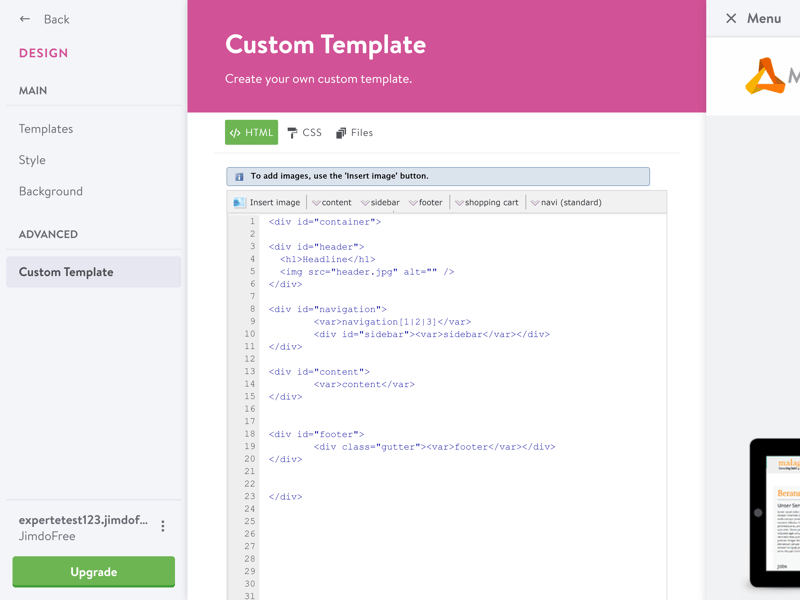 ← Back
DESIGN
MAIN
Templates
Style
Background
ADVANCED
Custom Template
expertetest123.jimdof...
JimdoFree
Upgrade
Custom Template
Create your own custom template.
</> HTML CSS Files
To add images, use the 'Insert image' button.
Insert image content sidebar footer shopping cart navi (standard)
1 <div id="container">
2
3 <div id="header">
4 <h1>Headline</h1>
5 <img src="header.jpg" alt="" />
6 </div>
7
8 <div id="navigation">
9 <var>navigation[1|2|3]</var>
10 <div id="sidebar"><var>sidebar</var></div>
11 </div>
12
13 <div id="content">
14 <var>content</var>
15 </div>
16
17
18 <div id="footer">
19 <div class="gutter"><var>footer</var></div>
20 </div>
21
22
23 </div>
24
25
26
27
28
29
30
31
× Menu
M
malag
Berana
Unser Ser
Jobs